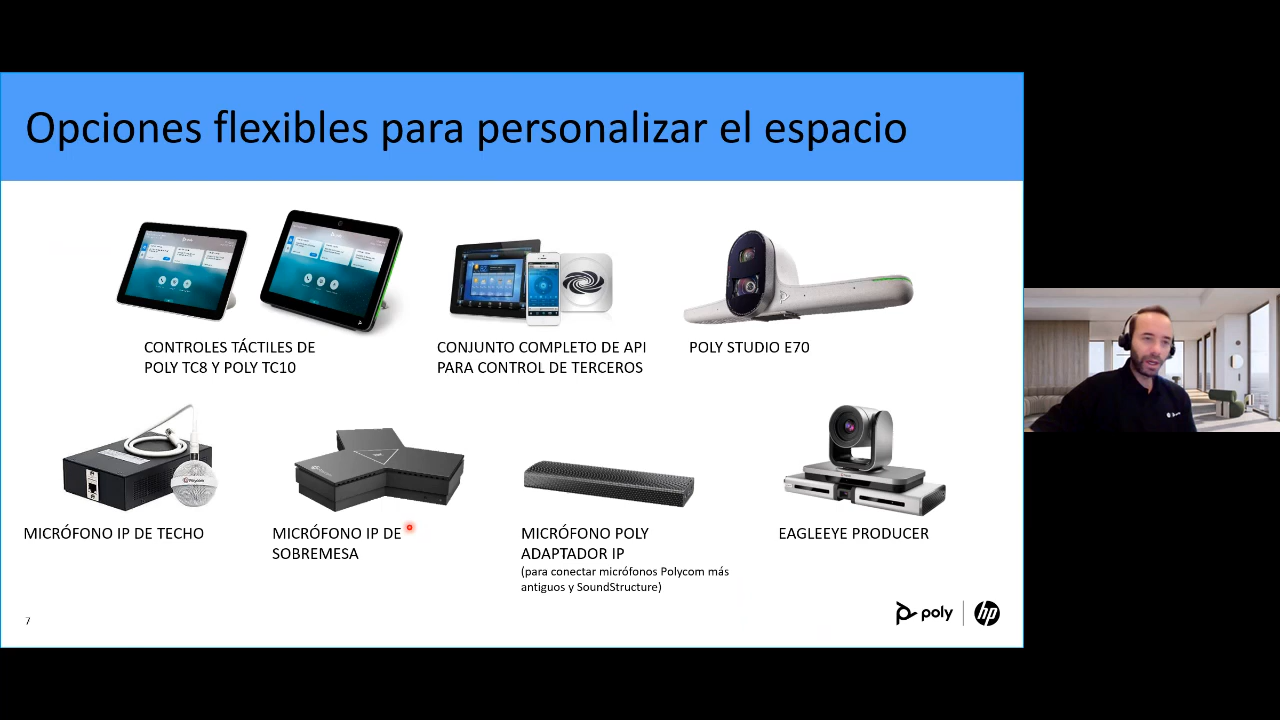 Opciones flexibles para personalizar el espacio
CONTROLES TÁCTILES DE
POLY TC8 Y POLY TC10
CONJUNTO COMPLETO DE API
PARA CONTROL DE TERCEROS
POLY STUDIO E70
MICRÓFONO IP DE TECHO
MICRÓFONO IP DE
SOBREMESA
MICRÓFONO POLY
ADAPTADOR IP
(para conectar micrófonos Polycom más
antiguos y SoundStructure)
EAGLEEYE PRODUCER
Polycom
7
poly
hp